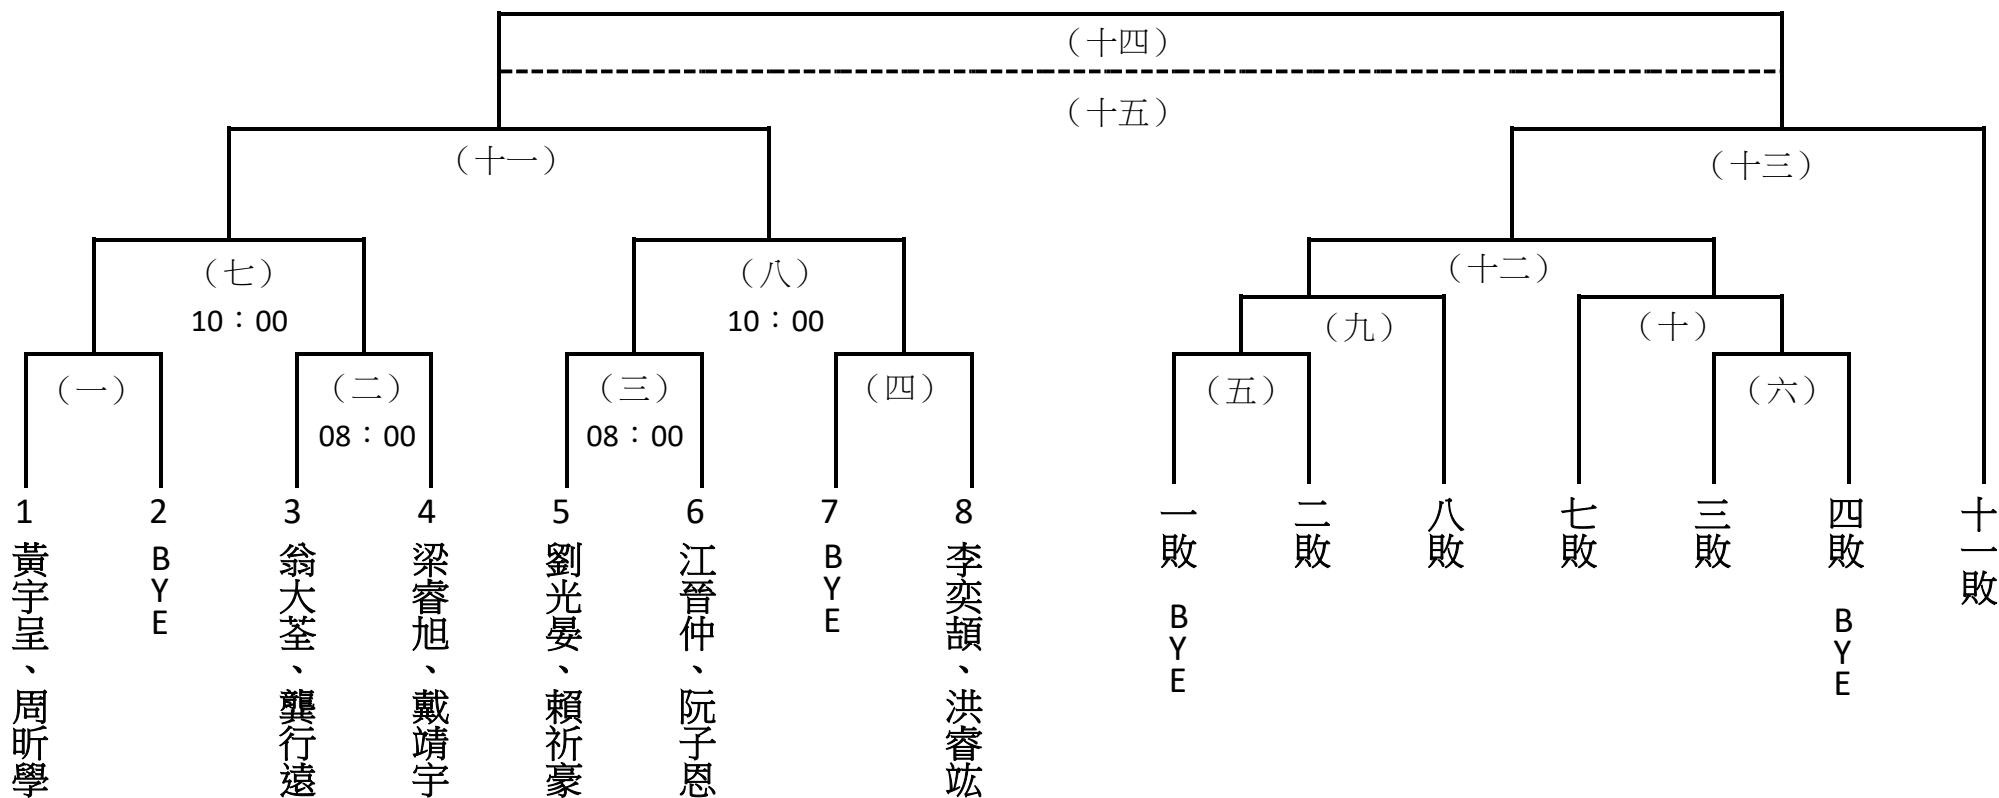 （十四）
（十五）
（十一）
（十三）
（七）
10：00
（八）
10：00
（十二）
（九）
（十）
（一）
（二）
08：00
（三）
08：00
（四）
（五）
（六）
1
2
3
4
5
6
7
8
黃宇呈、周昕學
BYE
翁大荃、龔行遠
梁睿旭、戴靖宇
劉光晏、賴祈豪
江晉仲、阮子恩
BYE
李奕頡、洪睿竑
一敗 BYE
二敗
八敗
七敗
三敗
四敗 BYE
十一敗